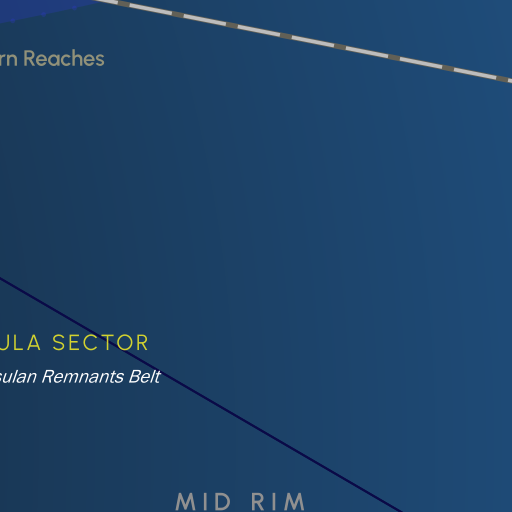 rn Reaches
ULA SECTOR
sulan Remnants Belt
MID RIM